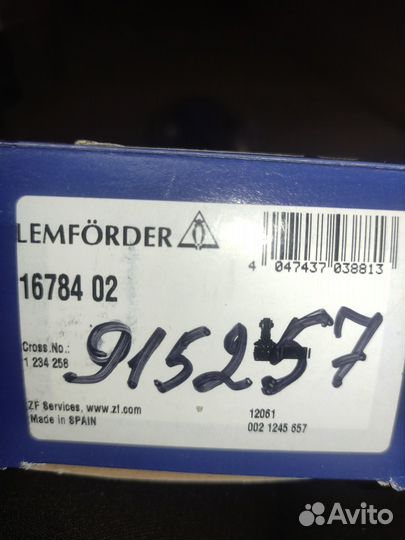 LEMFÖRDER
4 047437 038813
16784 02
915257
Cross.No.:
1 234 256
ZF Services, www.zf.com
Made in SPAIN
12061
002 1245 657
Avito